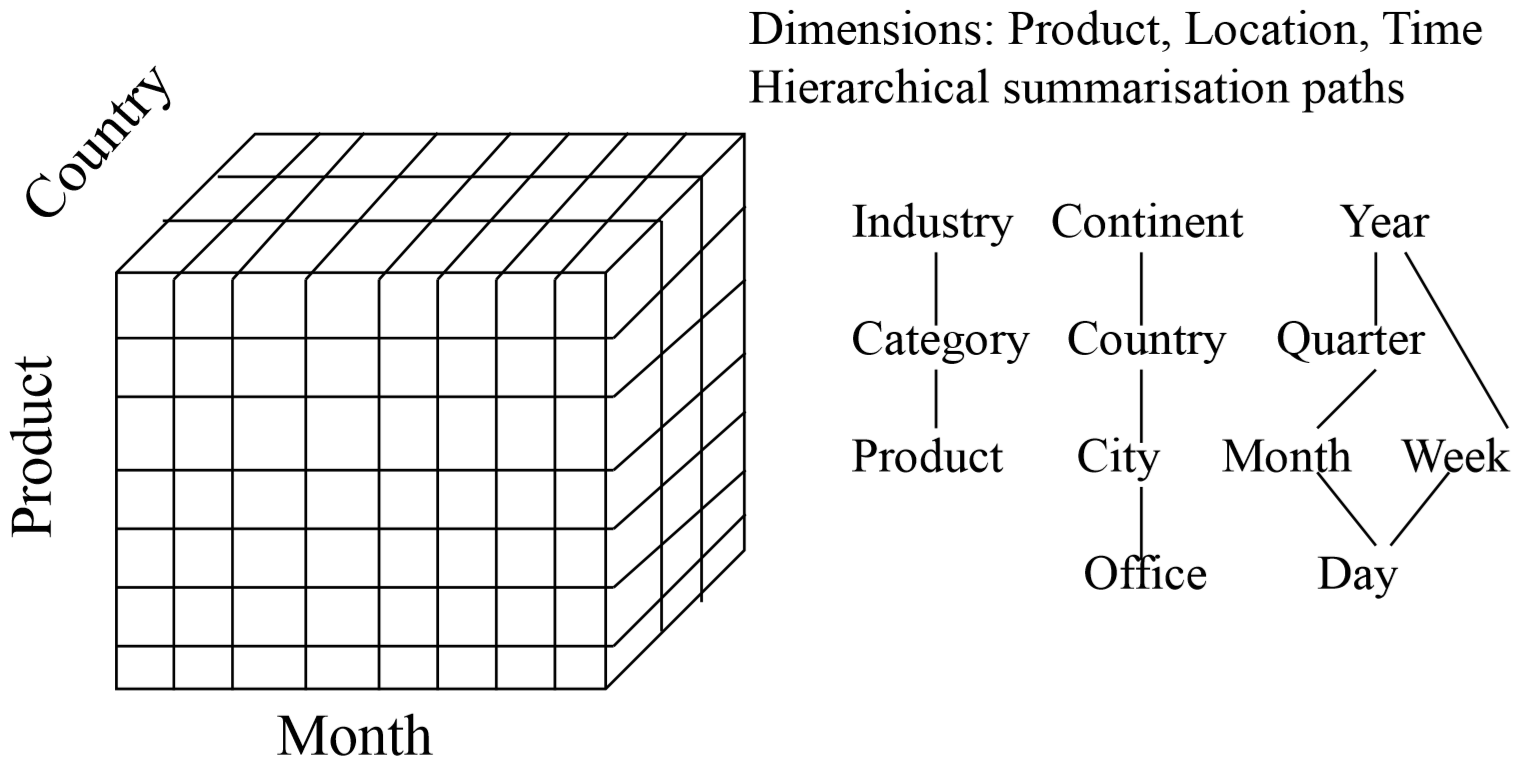 Dimensions: Product, Location, Time
Hierarchical summarisation paths
Country
Product
Month
Industry Continent Year
Category Country Quarter
Product City Month Week
Office Day